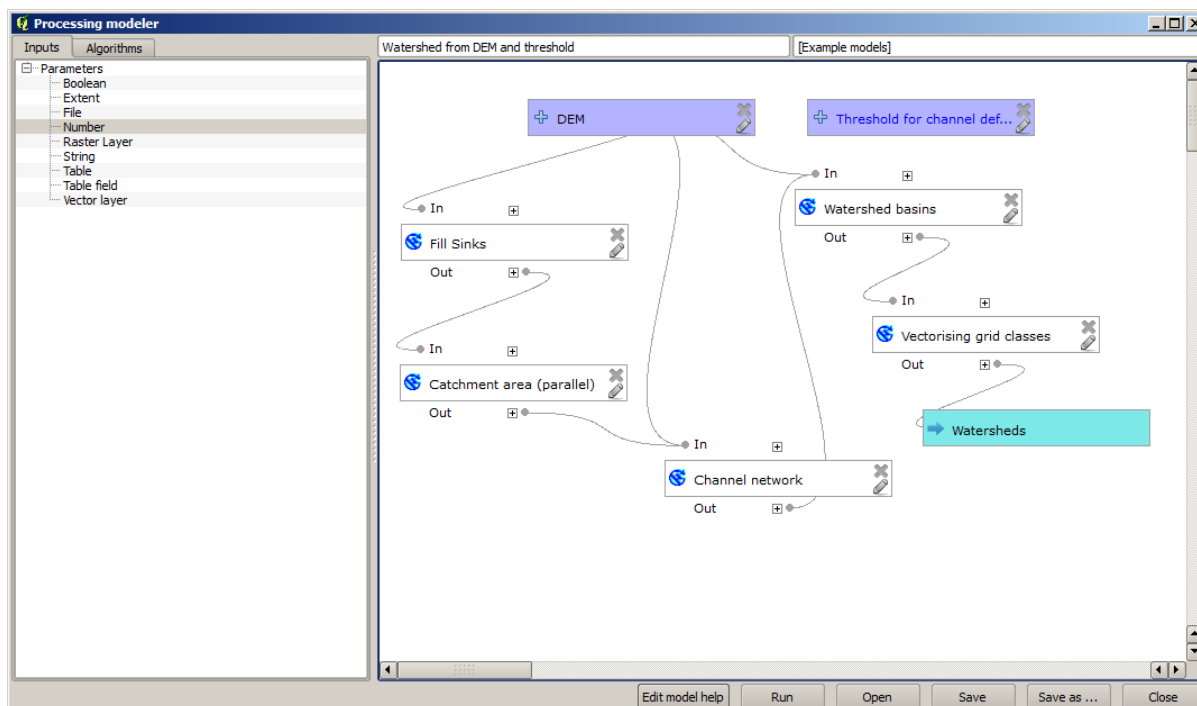 Processing modeler
Inputs
Algorithms
Parameters
Boolean
Extent
File
Number
Raster Layer
String
Table
Table field
Vector layer
Watershed from DEM and threshold
[Example models]
DEM
Threshold for channel def...
In
Watershed basins
Out
In
Fill Sinks
Out
In
Vectorising grid classes
Out
In
Catchment area (parallel)
Out
Watersheds
In
Channel network
Out
Edit model help
Run
Open
Save
Save as ...
Close